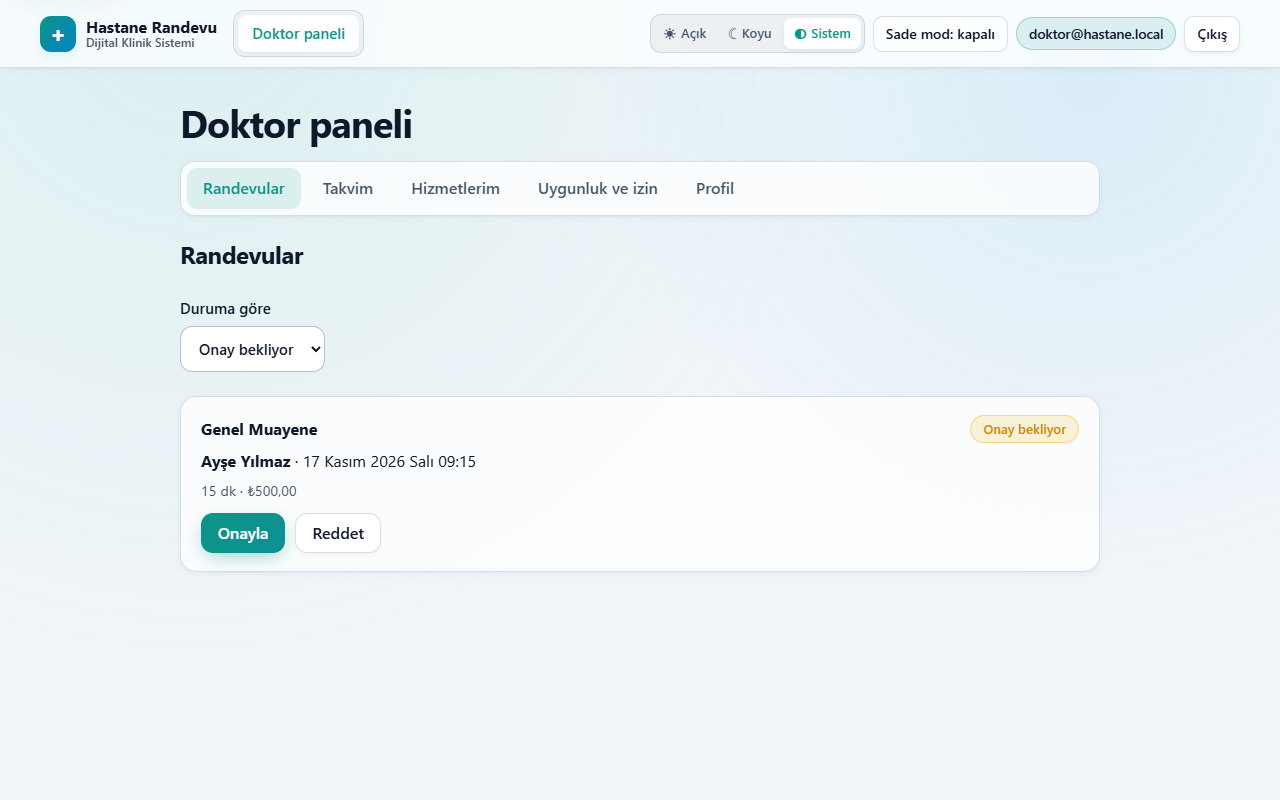 Hastane Randevu
Dijital Klinik Sistemi
Doktor paneli
☀ Açık
☾ Koyu
◐ Sistem
Sade mod: kapalı
doktor@hastane.local
Çıkış
Doktor paneli
Randevular
Takvim
Hizmetlerim
Uygunluk ve izin
Profil
Randevular
Duruma göre
Onay bekliyor
Genel Muayene
Onay bekliyor
Ayşe Yılmaz · 17 Kasım 2026 Salı 09:15
15 dk · ₺500,00
Onayla
Reddet